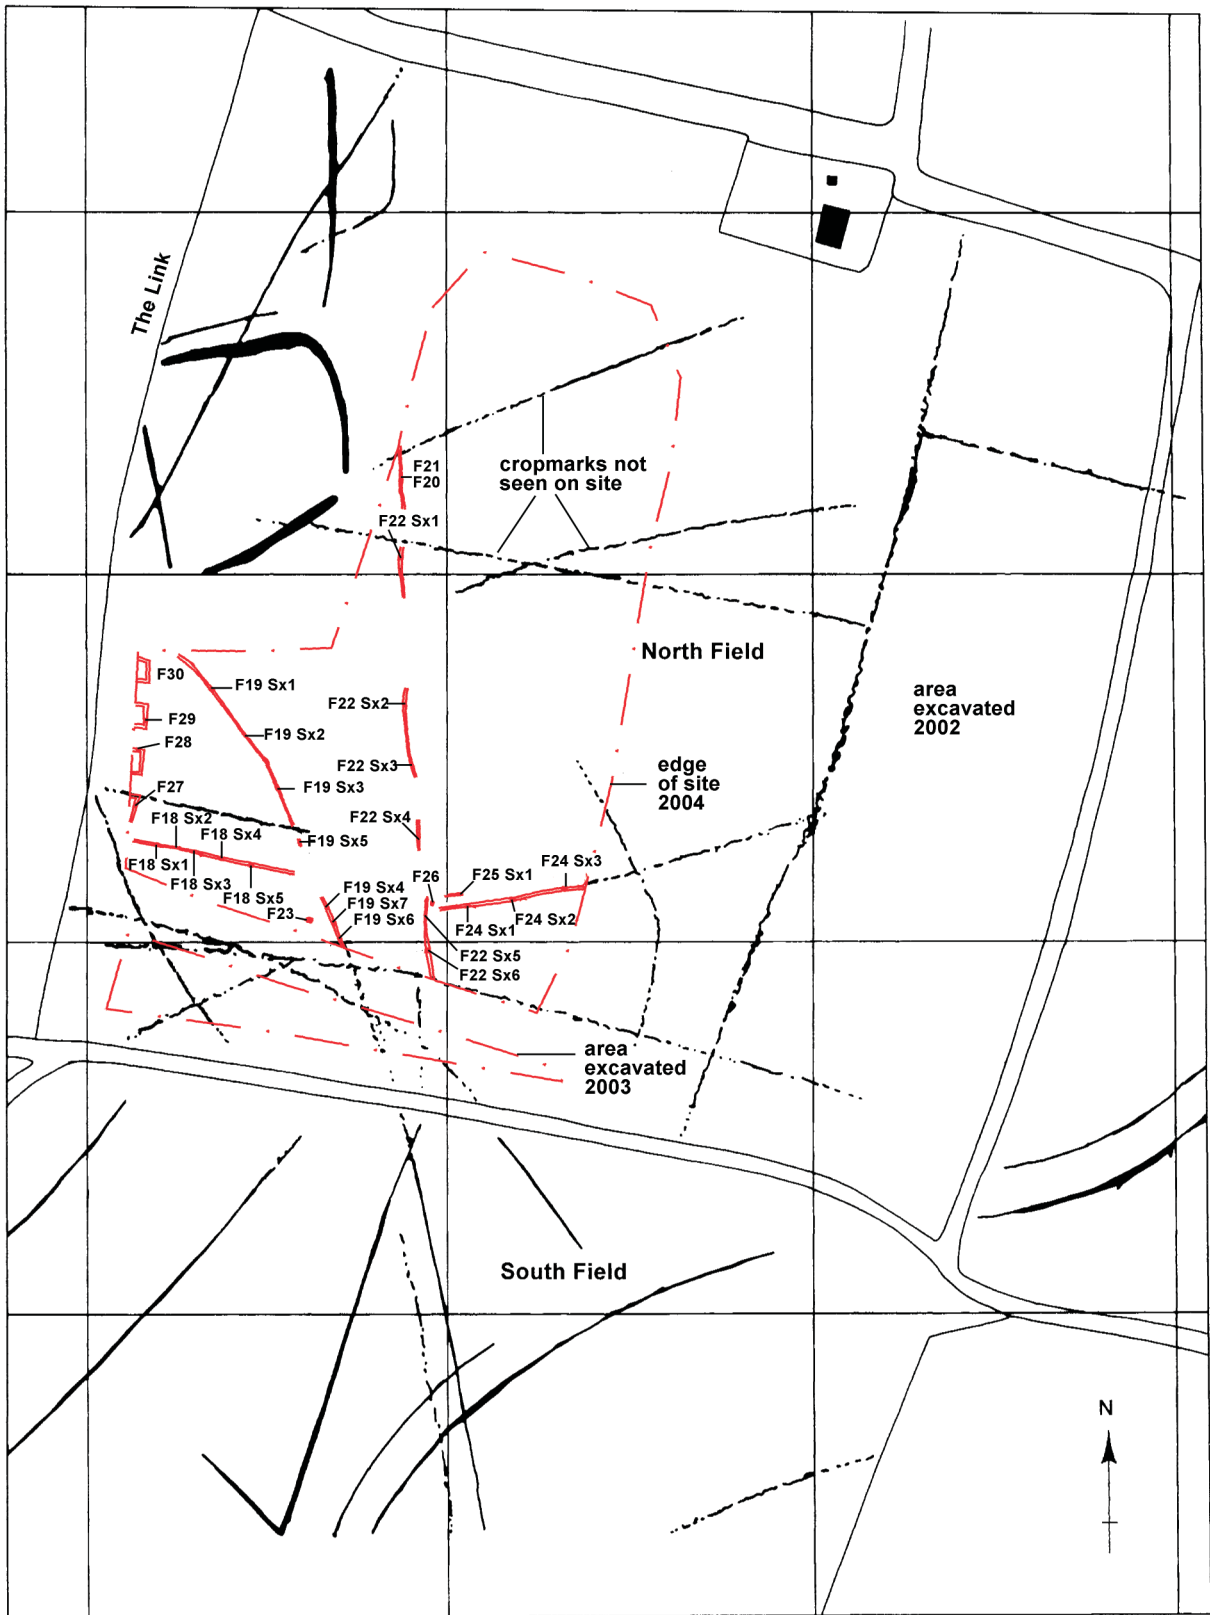 The Link
cropmarks not
seen on site
F21
F20
F22 Sx1
North Field
F30
F19 Sx1
F22 Sx2
area
excavated
2002
F29
F19 Sx2
F28
F22 Sx3
edge
of site
2004
F27
F19 Sx3
F18 Sx2
F18 Sx4
F22 Sx4
F19 Sx5
F18 Sx1
F18 Sx3
F18 Sx5
F24 Sx3
F26
F25 Sx1
F19 Sx4
F19 Sx7
F19 Sx6
F23
F24 Sx2
F24 Sx1
F22 Sx5
F22 Sx6
area
excavated
2003
South Field
N